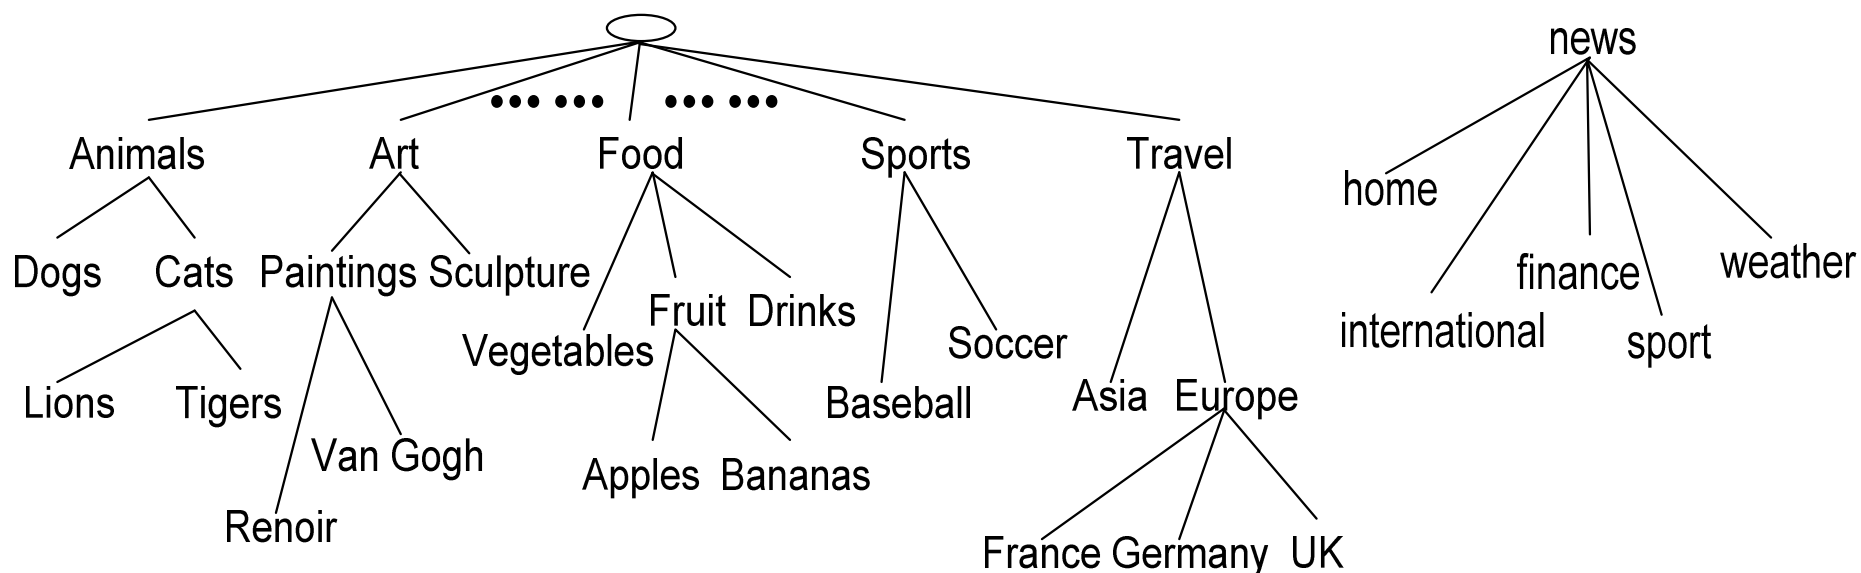 news
Animals
Art
Food
Sports
Travel
home
Dogs
Cats
Paintings
Sculpture
finance
weather
Fruit
Drinks
international
Vegetables
Soccer
sport
Lions
Tigers
Baseball
Asia
Europe
Van Gogh
Apples
Bananas
Renoir
France
Germany
UK